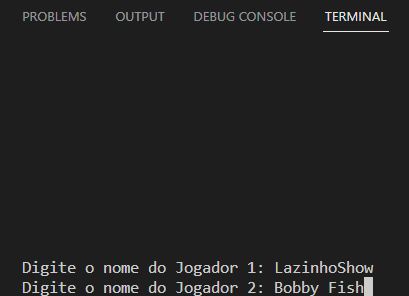 PROBLEMS OUTPUT DEBUG CONSOLE TERMINAL
Digite o nome do Jogador 1: LazinhoShow
Digite o nome do Jogador 2: Bobby Fish